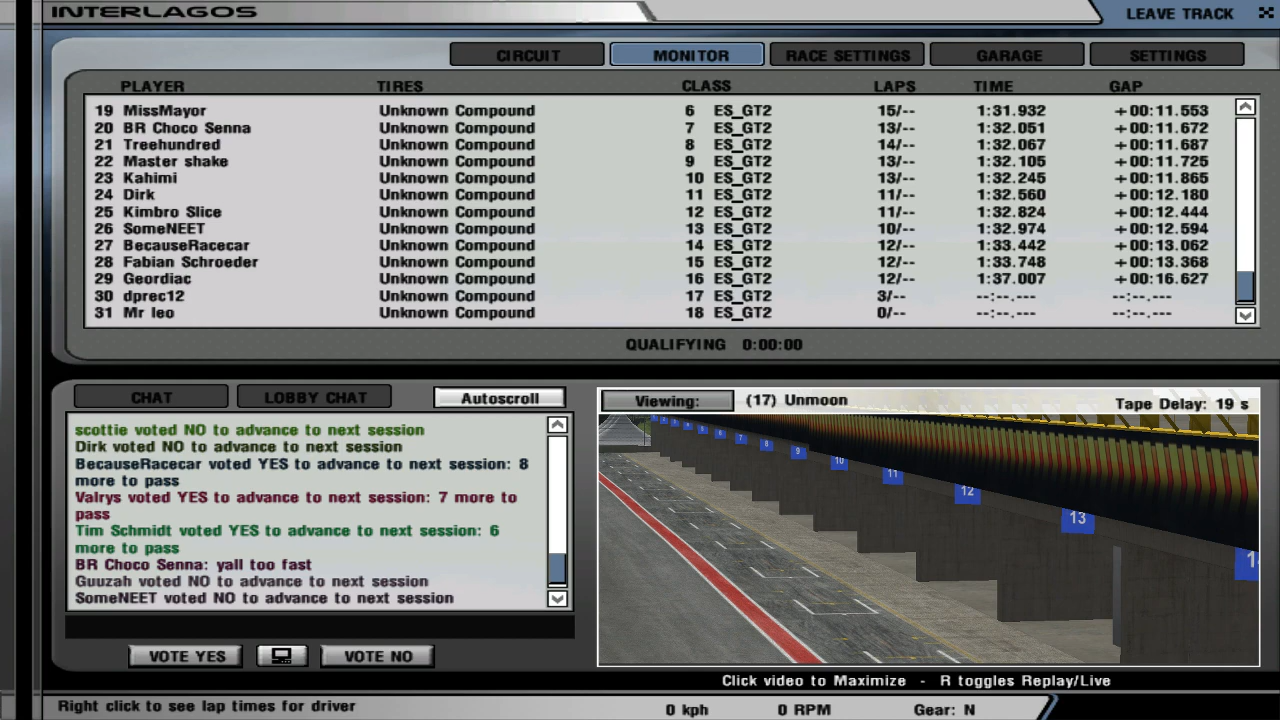 INTERLAGOS
LEAVE TRACK
CIRCUIT MONITOR RACE SETTINGS GARAGE SETTINGS
PLAYER TIRES CLASS LAPS TIME GAP
19 MissMayor Unknown Compound 6 ES_GT2 15/-- 1:31.932 +00:11.553
20 BR Choco Senna Unknown Compound 7 ES_GT2 13/-- 1:32.051 +00:11.672
21 Treehundred Unknown Compound 8 ES_GT2 14/-- 1:32.067 +00:11.687
22 Master shake Unknown Compound 9 ES_GT2 13/-- 1:32.105 +00:11.725
23 Kahimi Unknown Compound 10 ES_GT2 13/-- 1:32.245 +00:11.865
24 Dirk Unknown Compound 11 ES_GT2 11/-- 1:32.560 +00:12.180
25 Kimbro Slice Unknown Compound 12 ES_GT2 11/-- 1:32.824 +00:12.444
26 SomeNEET Unknown Compound 13 ES_GT2 10/-- 1:32.974 +00:12.594
27 BecauseRacecar Unknown Compound 14 ES_GT2 12/-- 1:33.442 +00:13.062
28 Fabian Schroeder Unknown Compound 15 ES_GT2 12/-- 1:33.748 +00:13.368
29 Geordiac Unknown Compound 16 ES_GT2 12/-- 1:37.007 +00:16.627
30 dprec12 Unknown Compound 17 ES_GT2 3/-- --:--.--- --:--.---
31 Mr leo Unknown Compound 18 ES_GT2 0/-- --:--.--- --:--.---
QUALIFYING 0:00:00
CHAT LOBBY CHAT Autoscroll
scottie voted NO to advance to next session
Dirk voted NO to advance to next session
BecauseRacecar voted YES to advance to next session: 8
more to pass
Valrys voted YES to advance to next session: 7 more to
pass
Tim Schmidt voted YES to advance to next session: 6
more to pass
BR Choco Senna: yall too fast
Guuzah voted NO to advance to next session
SomeNEET voted NO to advance to next session
VOTE YES VOTE NO
Viewing: (17) Unmoon Tape Delay: 19 s
7
8
9
10
11
12
13
Click video to Maximize - R toggles Replay/Live
Right click to see lap times for driver
0 kph 0 RPM Gear: N